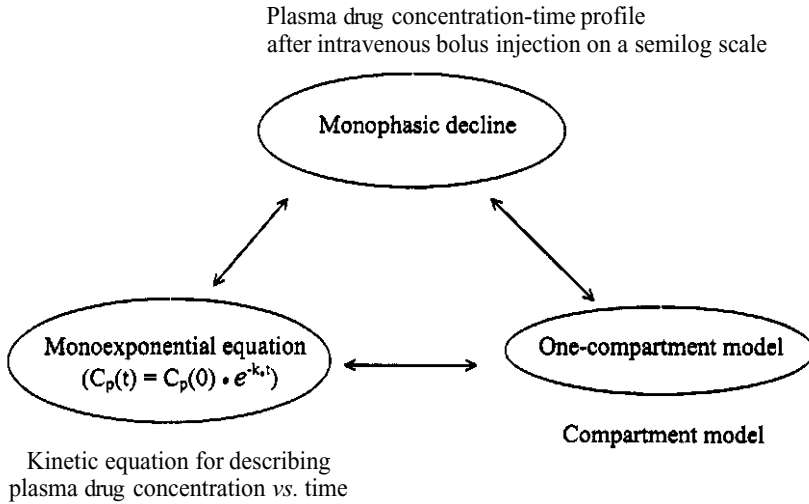 Plasma drug concentration-time profile
after intravenous bolus injection on a semilog scale
Monophasic decline
Monoexponential equation
(Cp(t) = Cp(0) • e-k•t)
One-compartment model
Compartment model
Kinetic equation for describing
plasma drug concentration vs. time